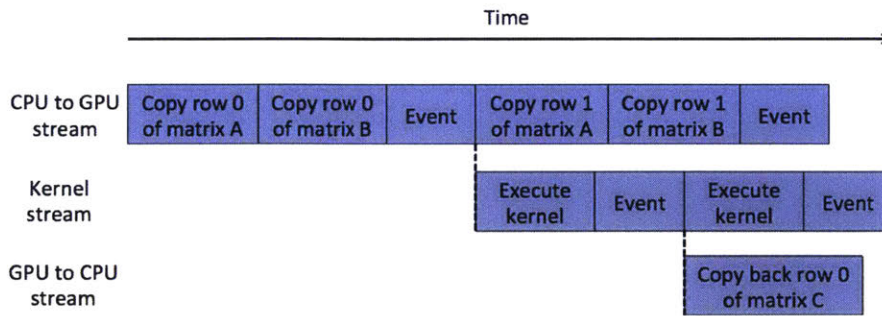 Time
CPU to GPU
stream
Copy row 0
of matrix A
Copy row 0
of matrix B
Event
Copy row 1
of matrix A
Copy row 1
of matrix B
Event
Kernel
stream
Execute
kernel
Event
Execute
kernel
Event
GPU to CPU
stream
Copy back row 0
of matrix C